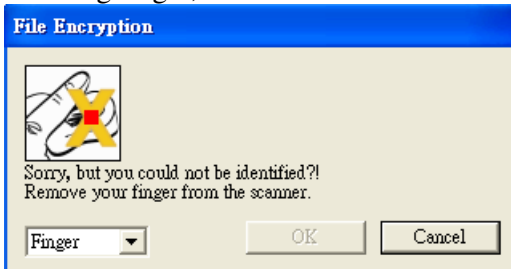 File Encryption
Sorry, but you could not be identified?!
Remove your finger from the scanner.
Finger
OK
Cancel